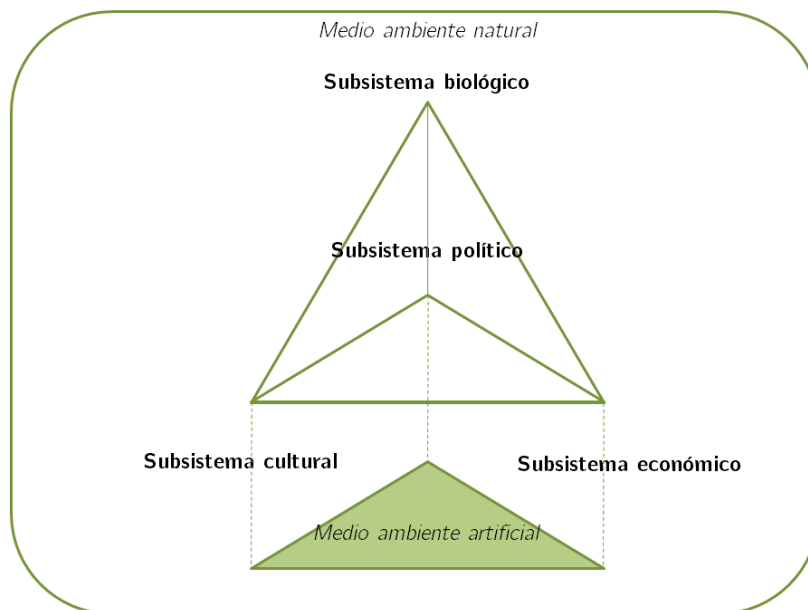 Medio ambiente natural
Subsistema biológico
Subsistema político
Subsistema cultural
Subsistema económico
Medio ambiente artificial